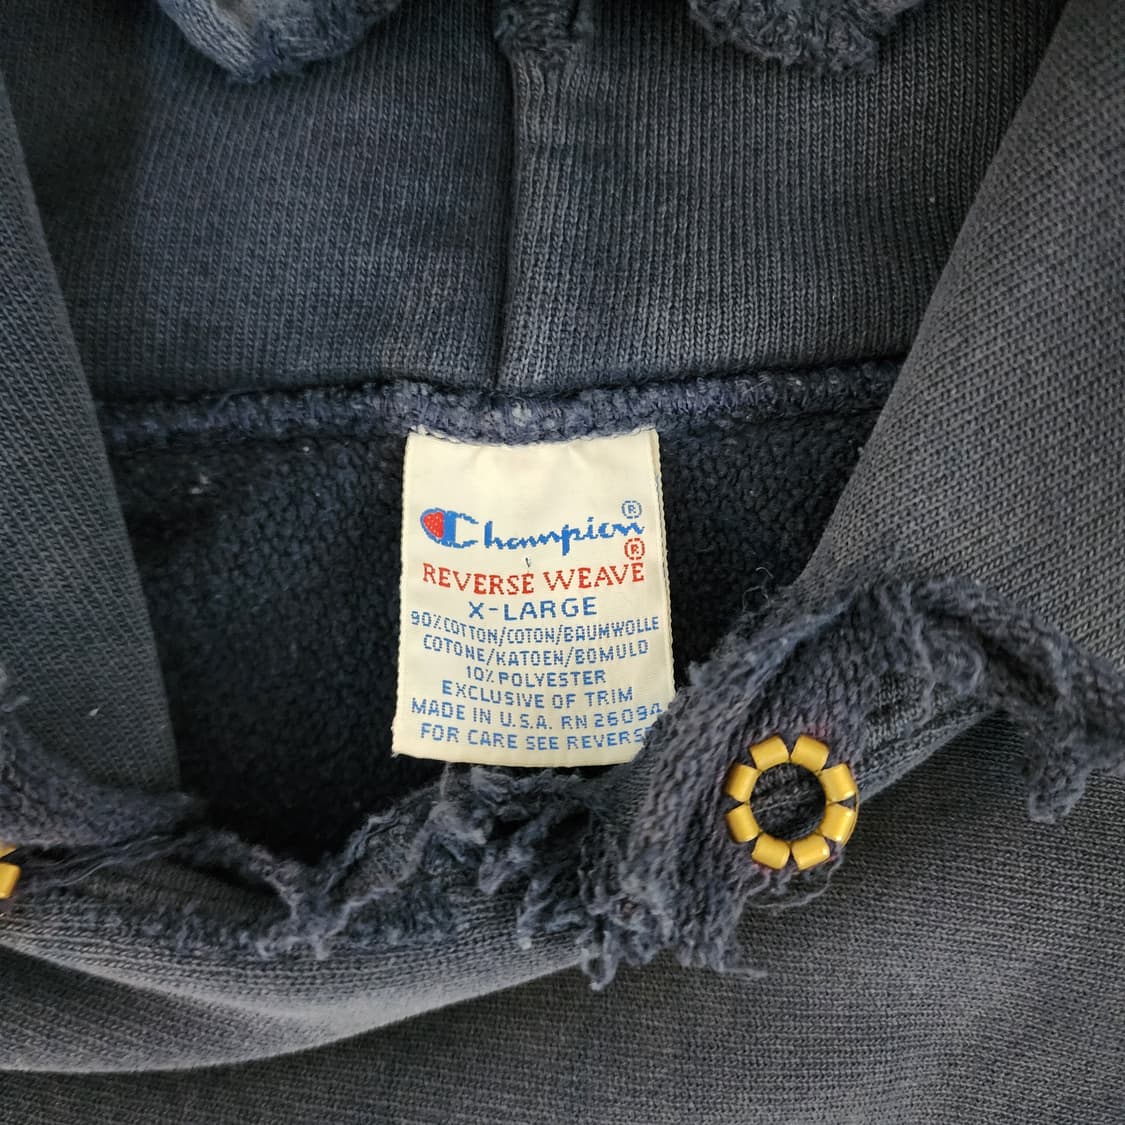 Champion®
REVERSE WEAVE®
X-LARGE
90% COTTON/COTON/BAUMWOLLE
COTONE/KATOEN/BOMULD
10% POLYESTER
EXCLUSIVE OF TRIM
MADE IN U.S.A. RN 26094
FOR CARE SEE REVERSE